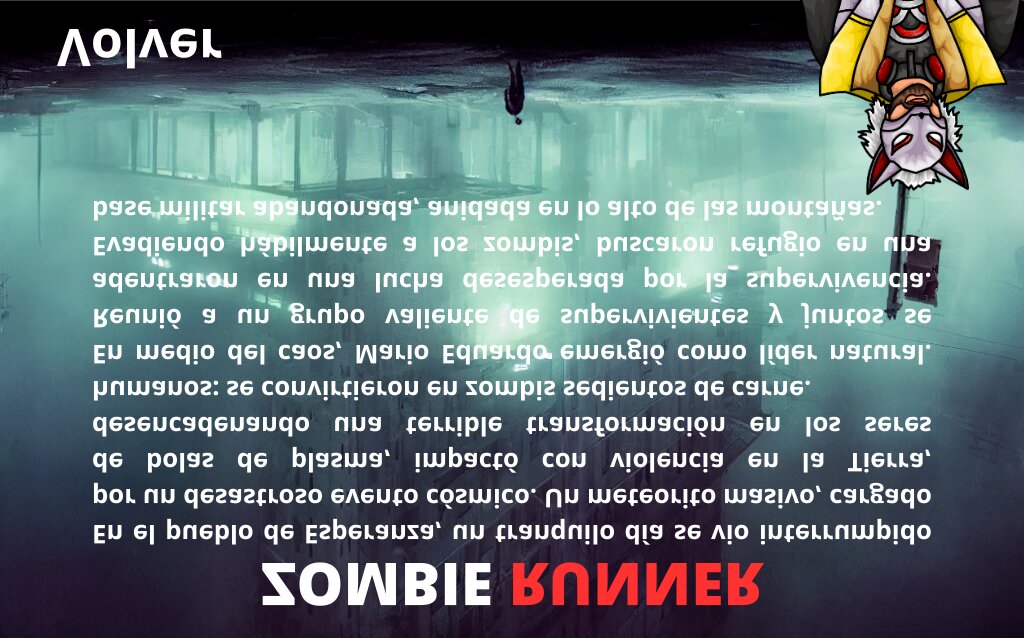 ZOMBIE RUNNER
En el pueblo de Esperanza, un tranquilo día se vio interrumpido
por un desastroso evento cósmico. Un meteorito masivo, cargado
de bolas de plasma, impactó con violencia en la Tierra,
desencadenando una terrible transformación en los seres
humanos: se convirtieron en zombis sedientos de carne.
En medio del caos, Mario Eduardo emergió como líder natural.
Reunió a un grupo valiente de supervivientes y juntos se
adentraron en una lucha desesperada por la supervivencia.
Evadiendo hábilmente a los zombis, buscaron refugio en una
base militar abandonada, anidada en lo alto de las montañas.
Volver